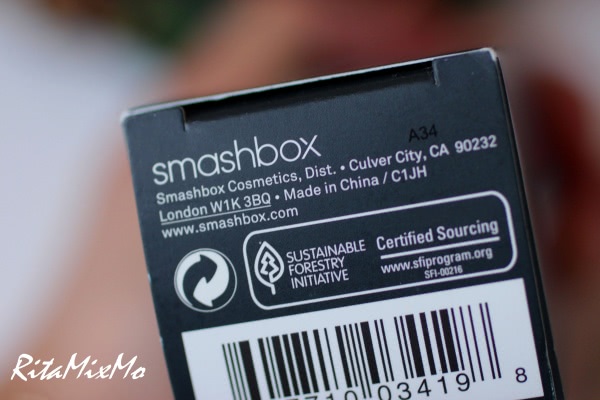 smashbox
A34
Smashbox Cosmetics, Dist. • Culver City, CA 90232
London W1K 3BQ • Made in China / C1JH
www.smashbox.com
SUSTAINABLE
FORESTRY
INITIATIVE
Certified Sourcing
www.sfiprogram.org
SFI-00216
710 03419 8
RitaMixMo